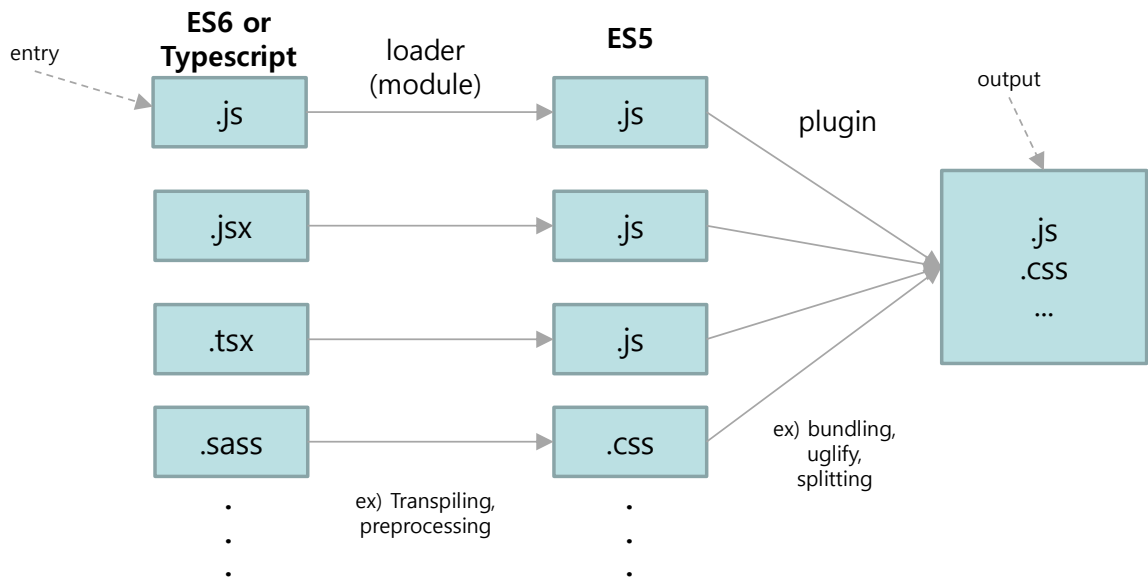 entry
ES6 or
Typescript
loader
(module)
ES5
output
.js
.js
plugin
.jsx
.js
.js
.css
...
.tsx
.js
.sass
.css
ex) bundling,
uglify,
splitting
ex) Transpiling,
preprocessing
.
.
.
.
.
.